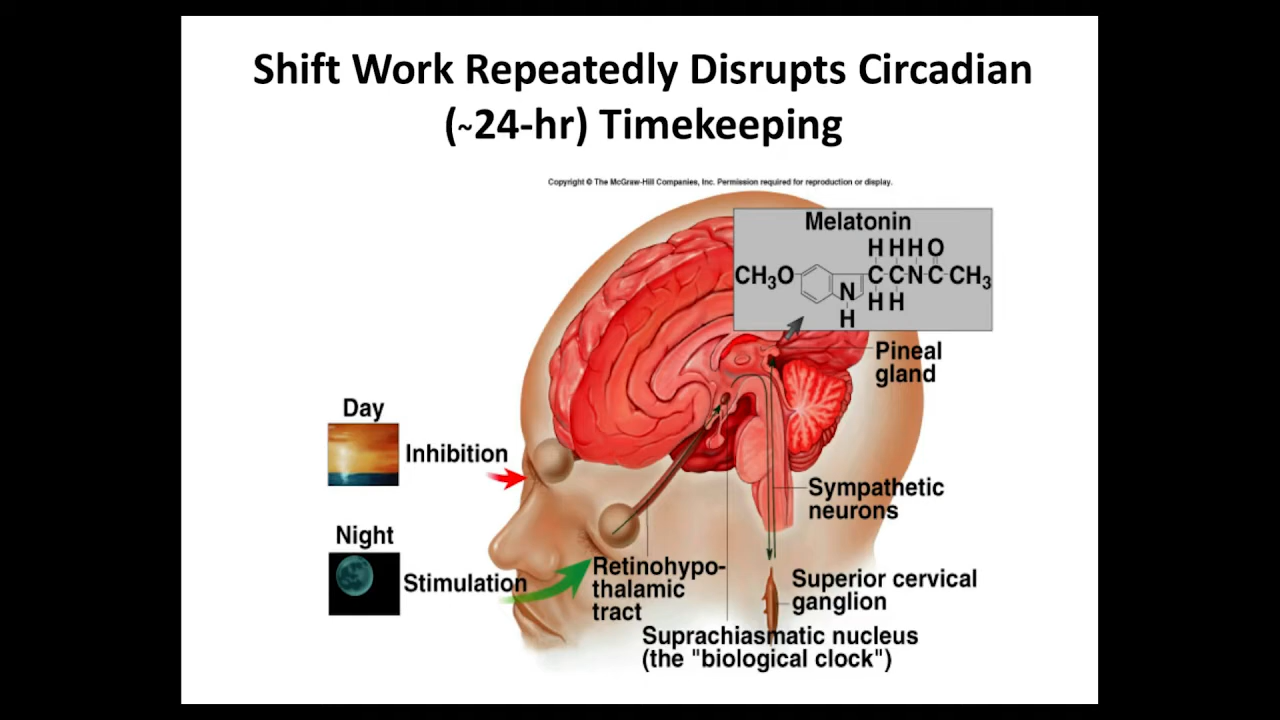 Shift Work Repeatedly Disrupts Circadian
(~24-hr) Timekeeping
Copyright © The McGraw-Hill Companies, Inc. Permission required for reproduction or display.
Melatonin
H H H O
CH₃O C C N C CH₃
N H H
H
Pineal
gland
Day
Inhibition
Sympathetic
neurons
Night
Stimulation
Retinohypo-
thalamic
tract
Superior cervical
ganglion
Suprachiasmatic nucleus
(the "biological clock")